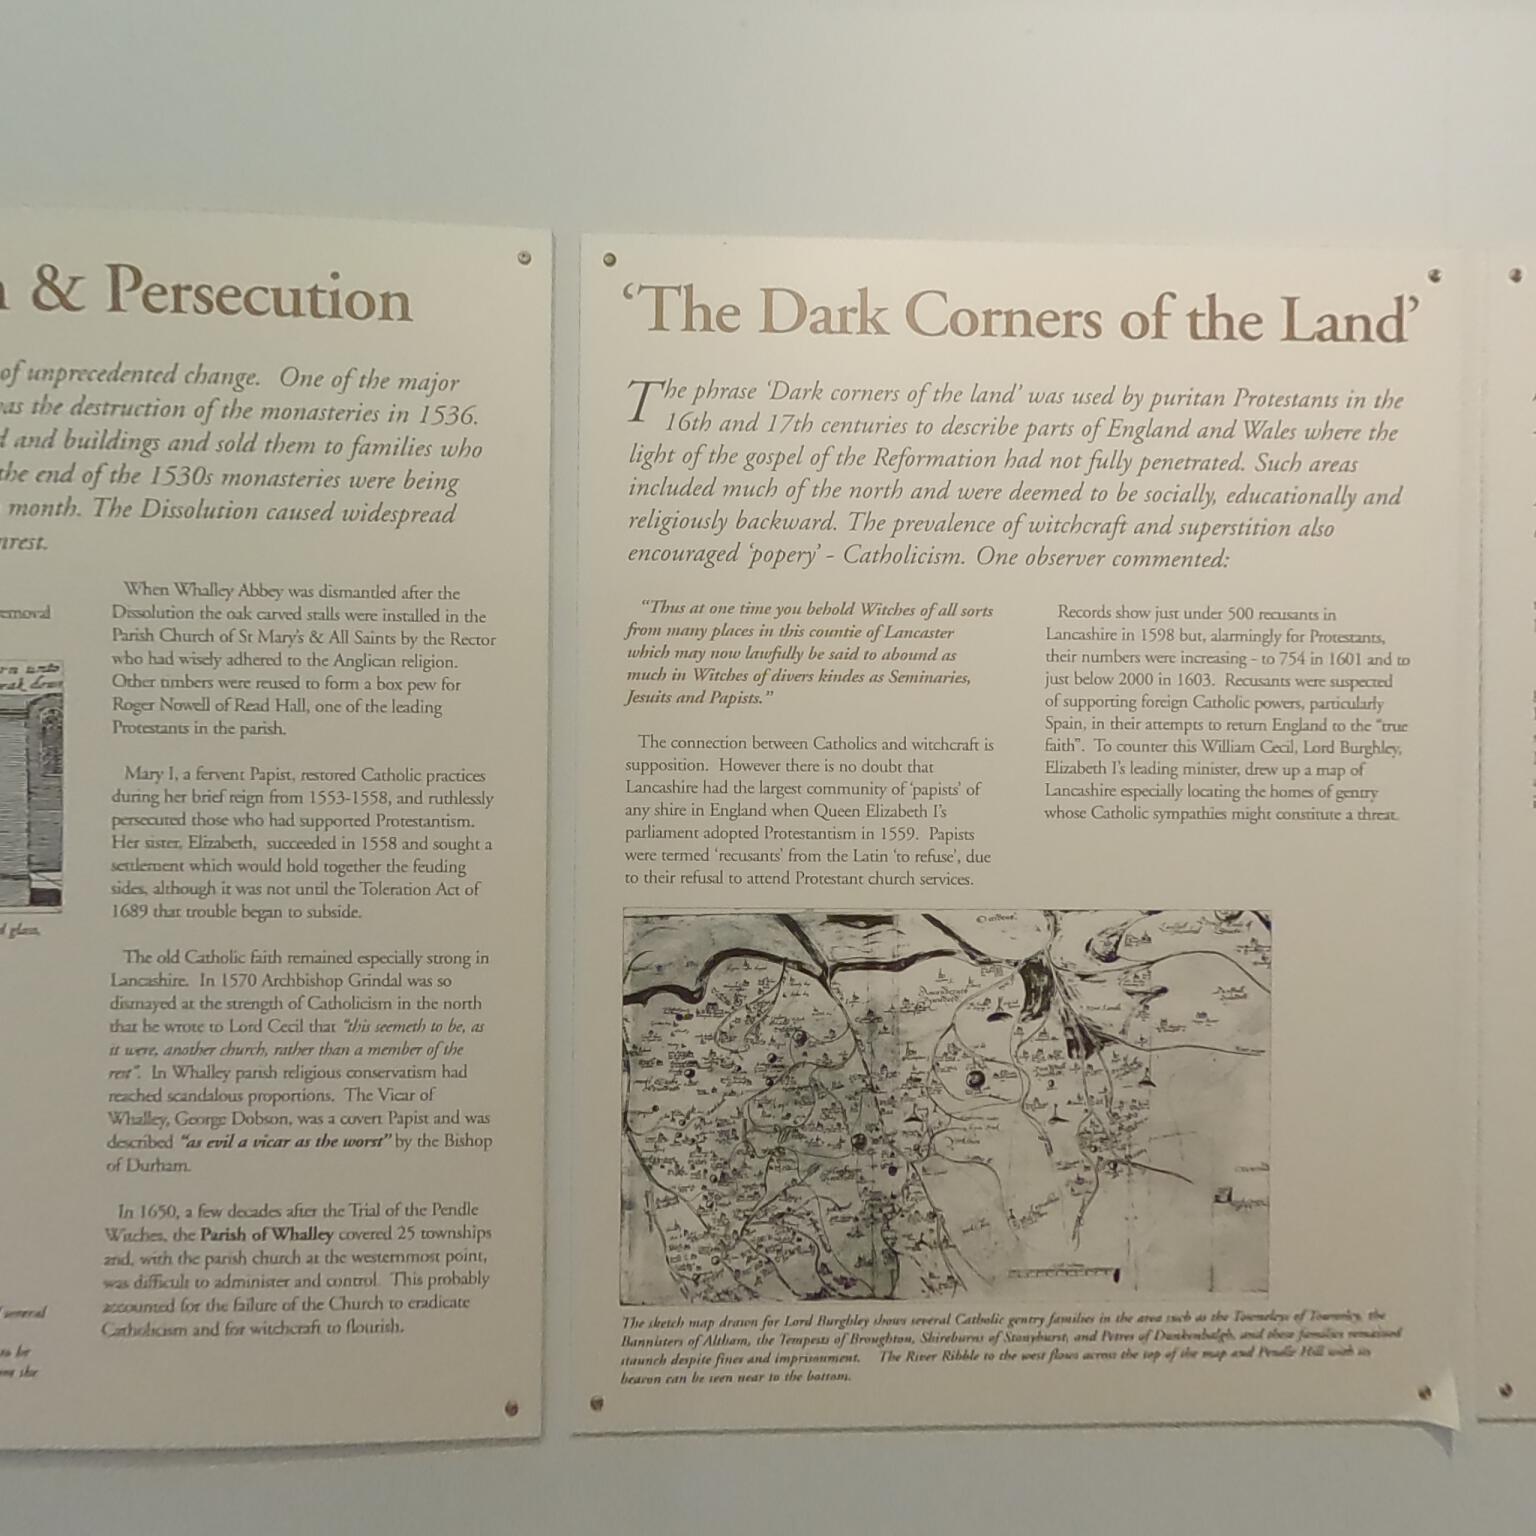 & Persecution
of unprecedented change. One of the major
was the destruction of the monasteries in 1536.
and buildings and sold them to families who
the end of the 1530s monasteries were being
month. The Dissolution caused widespread
emoval
When Whalley Abbey was dismantled after the
Dissolution the oak carved stalls were installed in the
Parish Church of St Mary's & All Saints by the Rector
who had wisely adhered to the Anglican religion.
Other timbers were reused to form a box pew for
Roger Nowell of Read Hall, one of the leading
Protestants in the parish.
Mary I, a fervent Papist, restored Catholic practices
during her brief reign from 1553-1558, and ruthlessly
persecuted those who had supported Protestantism.
Her sister, Elizabeth, succeeded in 1558 and sought a
settlement which would hold together the feuding
sides, although it was not until the Toleration Act of
1689 that trouble began to subside.
glass,
The old Catholic faith remained especially strong in
Lancashire. In 1570 Archbishop Grindal was so
dismayed at the strength of Catholicism in the north
that he wrote to Lord Cecil that "this seemeth to be, as
it were, another church, rather than a member of the
rest". In Whalley parish religious conservatism had
reached scandalous proportions. The Vicar of
Whalley, George Dobson, was a covert Papist and was
described "as evil a vicar as the worst" by the Bishop
of Durham.
In 1650, a few decades after the Trial of the Pendle
Witches, the Parish of Whalley covered 25 townships
and, with the parish church at the westernmost point,
was difficult to administer and control. This probably
accounted for the failure of the Church to eradicate
Catholicism and for witchcraft to flourish.
several
'The Dark Corners of the Land'
The phrase 'Dark corners of the land' was used by puritan Protestants in the
16th and 17th centuries to describe parts of England and Wales where the
light of the gospel of the Reformation had not fully penetrated. Such areas
included much of the north and were deemed to be socially, educationally and
religiously backward. The prevalence of witchcraft and superstition also
encouraged 'popery' - Catholicism. One observer commented:
"Thus at one time you behold Witches of all sorts
from many places in this countie of Lancaster
which may now lawfully be said to abound as
much in Witches of divers kindes as Seminaries,
Jesuits and Papists."
The connection between Catholics and witchcraft is
supposition. However there is no doubt that
Lancashire had the largest community of 'papists' of
any shire in England when Queen Elizabeth I's
parliament adopted Protestantism in 1559. Papists
were termed 'recusants' from the Latin 'to refuse', due
to their refusal to attend Protestant church services.
Records show just under 500 recusants in
Lancashire in 1598 but, alarmingly for Protestants,
their numbers were increasing - to 754 in 1601 and to
just below 2000 in 1603. Recusants were suspected
of supporting foreign Catholic powers, particularly
Spain, in their attempts to return England to the "true
faith". To counter this William Cecil, Lord Burghley,
Elizabeth I's leading minister, drew up a map of
Lancashire especially locating the homes of gentry
whose Catholic sympathies might constitute a threat.
The sketch map drawn for Lord Burghley shows several Catholic gentry families in the area such as the Towneleys of Towneley, the
Bannisters of Altham, the Tempests of Broughton, Shireburns of Stonyhurst, and Petres of Dunkenhalgh, and these families remained
staunch despite fines and imprisonment. The River Ribble to the west flows across the top of the map and Pendle Hill with its
beacon can be seen near to the bottom.